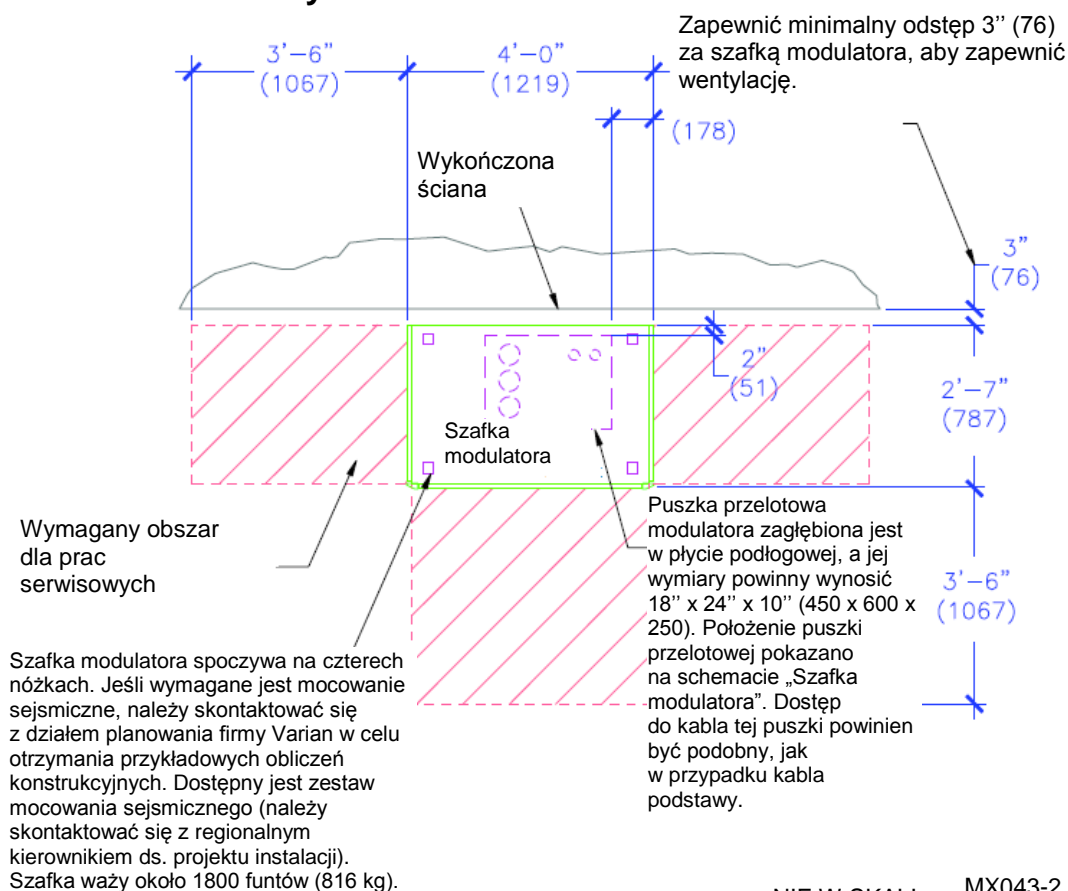 Zapewnić minimalny odstęp 3’’ (76)
za szafką modulatora, aby zapewnić
wentylację.
3’–6”
(1067)
4’–0”
(1219)
(178)
Wykończona
ściana
3”
(76)
2”
(51)
2’–7”
(787)
Szafka
modulatora
Wymagany obszar
dla prac
serwisowych
Puszka przelotowa
modulatora zagłębiona jest
w płycie podłogowej, a jej
wymiary powinny wynosić
18’’ x 24’’ x 10’’ (450 x 600 x
250). Położenie puszki
przelotowej pokazano
na schemacie „Szafka
modulatora”. Dostęp
do kabla tej puszki powinien
być podobny, jak
w przypadku kabla
podstawy.
3’–6”
(1067)
Szafka modulatora spoczywa na czterech
nóżkach. Jeśli wymagane jest mocowanie
sejsmiczne, należy skontaktować się
z działem planowania firmy Varian w celu
otrzymania przykładowych obliczeń
konstrukcyjnych. Dostępny jest zestaw
mocowania sejsmicznego (należy
skontaktować się z regionalnym
kierownikiem ds. projektu instalacji).
Szafka waży około 1800 funtów (816 kg).
MX043-2